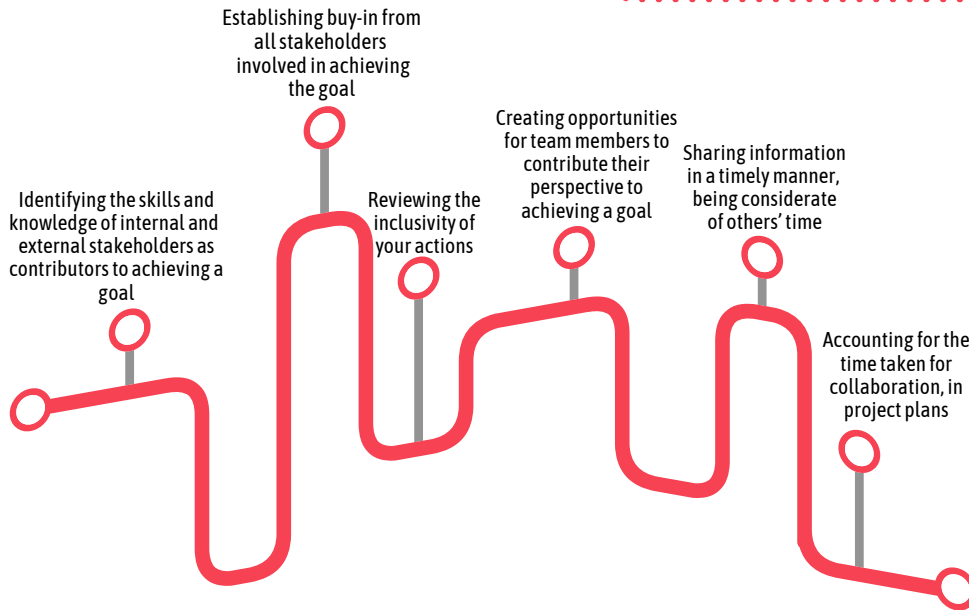 Identifying the skills and
knowledge of internal and
external stakeholders as
contributors to achieving a
goal
Establishing buy-in from
all stakeholders
involved in achieving
the goal
Reviewing the
inclusivity of
your actions
Creating opportunities
for team members to
contribute their
perspective to
achieving a goal
Sharing information
in a timely manner,
being considerate
of others’ time
Accounting for the
time taken for
collaboration, in
project plans